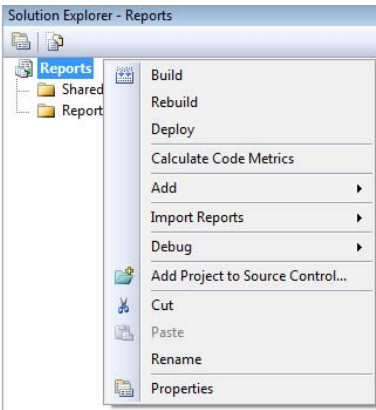 Solution Explorer - Reports
Reports
Shared
Report
Build
Rebuild
Deploy
Calculate Code Metrics
Add
Import Reports
Debug
Add Project to Source Control...
Cut
Paste
Rename
Properties